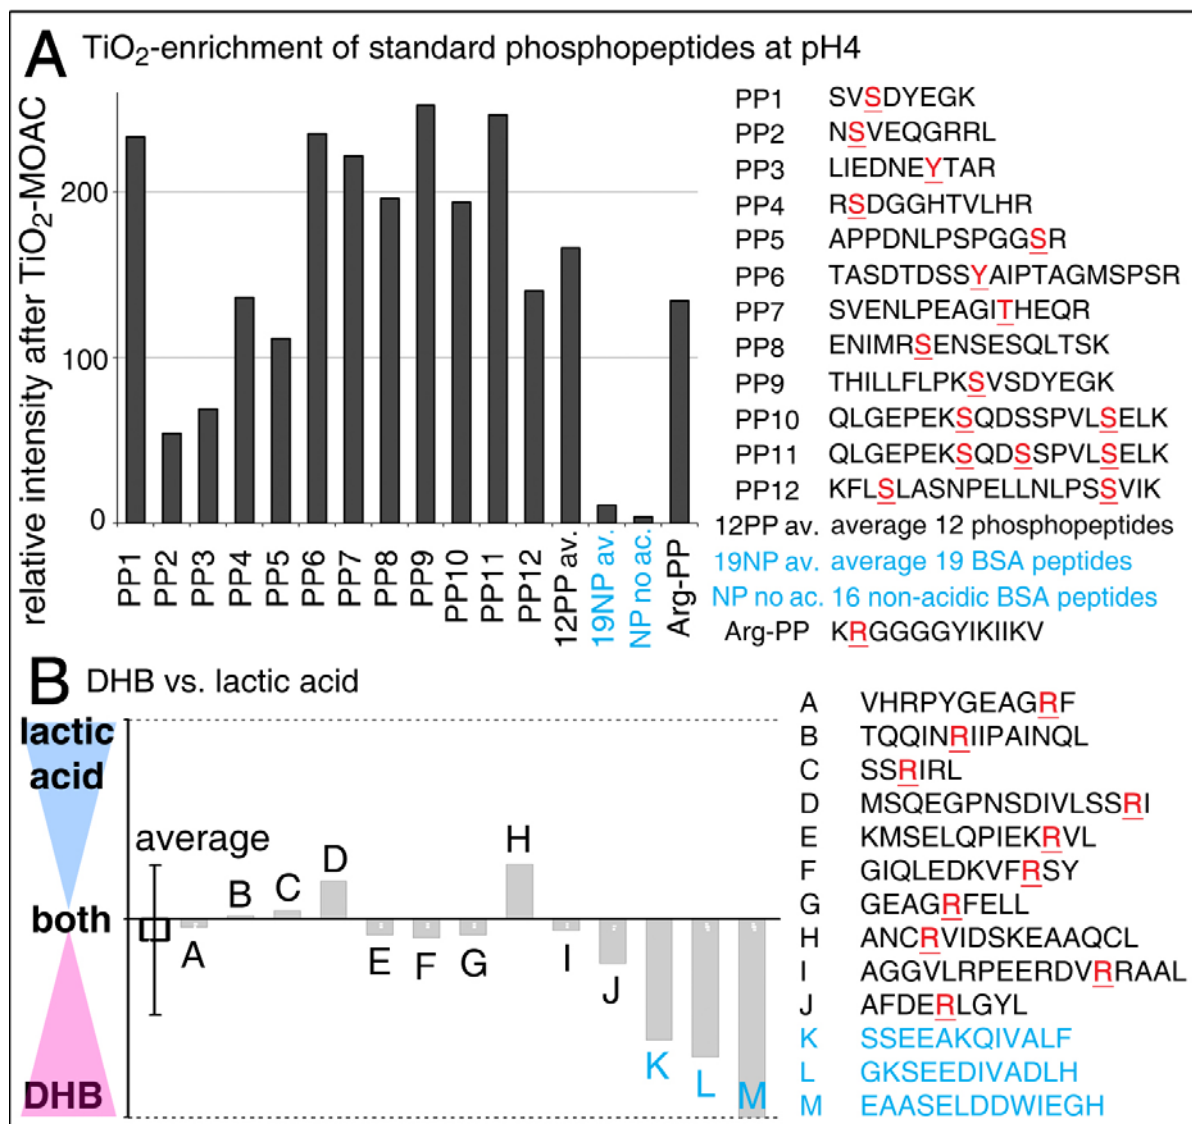 A TiO2-enrichment of standard phosphopeptides at pH4
relative intensity after TiO2-MOAC
200
100
0
PP1
PP2
PP3
PP4
PP5
PP6
PP7
PP8
PP9
PP10
PP11
PP12
12PP av.
19NP av.
NP no ac.
Arg-PP
PP1 SVSDYEGK
PP2 NSVEQGRRL
PP3 LIEDNEYTAR
PP4 RSDGGHTVLHR
PP5 APPDNLPSPGGSR
PP6 TASDTDSSYAIPTAGMSPSR
PP7 SVENLPEAGITHEQR
PP8 ENIMRSENSESQLTSK
PP9 THILLFLPKSVSDYEGK
PP10 QLGEPEKSQDSSPVLSELK
PP11 QLGEPEKSQDSSPVLSELK
PP12 KFLSLASNPELLNLPSSVIK
12PP av. average 12 phosphopeptides
19NP av. average 19 BSA peptides
NP no ac. 16 non-acidic BSA peptides
Arg-PP KRGGGGYIKIIKV
B DHB vs. lactic acid
lactic
acid
both
DHB
average
A
B
C
D
E
F
G
H
I
J
K
L
M
A VHRPYGEAGRF
B TQQINRIIPAINQL
C SSRIRL
D MSQEGPNSDIVLSSRI
E KMSELQPIEKRVL
F GIQLEDKVFRSY
G GEAGRFELL
H ANCRVIDSKEAAQCL
I AGGVLRPEERDVRRAAL
J AFDERLGYL
K SSEEAKQIVALF
L GKSEEDIVADLH
M EAASELDDWIEGH